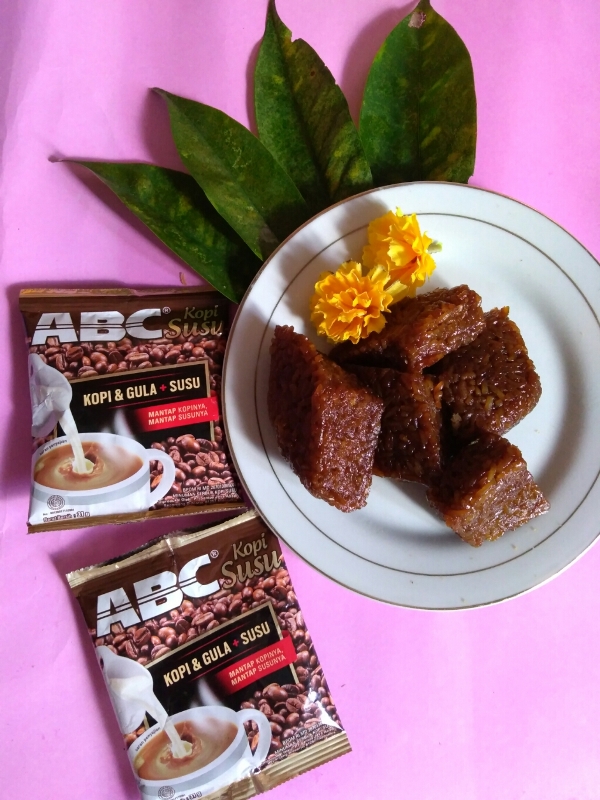 ABC®
Kopi
Susu
KOPI & GULA + SUSU
MANTAP KOPINYA,
MANTAP SUSUNYA
ABC®
Kopi
Susu
KOPI & GULA + SUSU
MANTAP KOPINYA,
MANTAP SUSUNYA